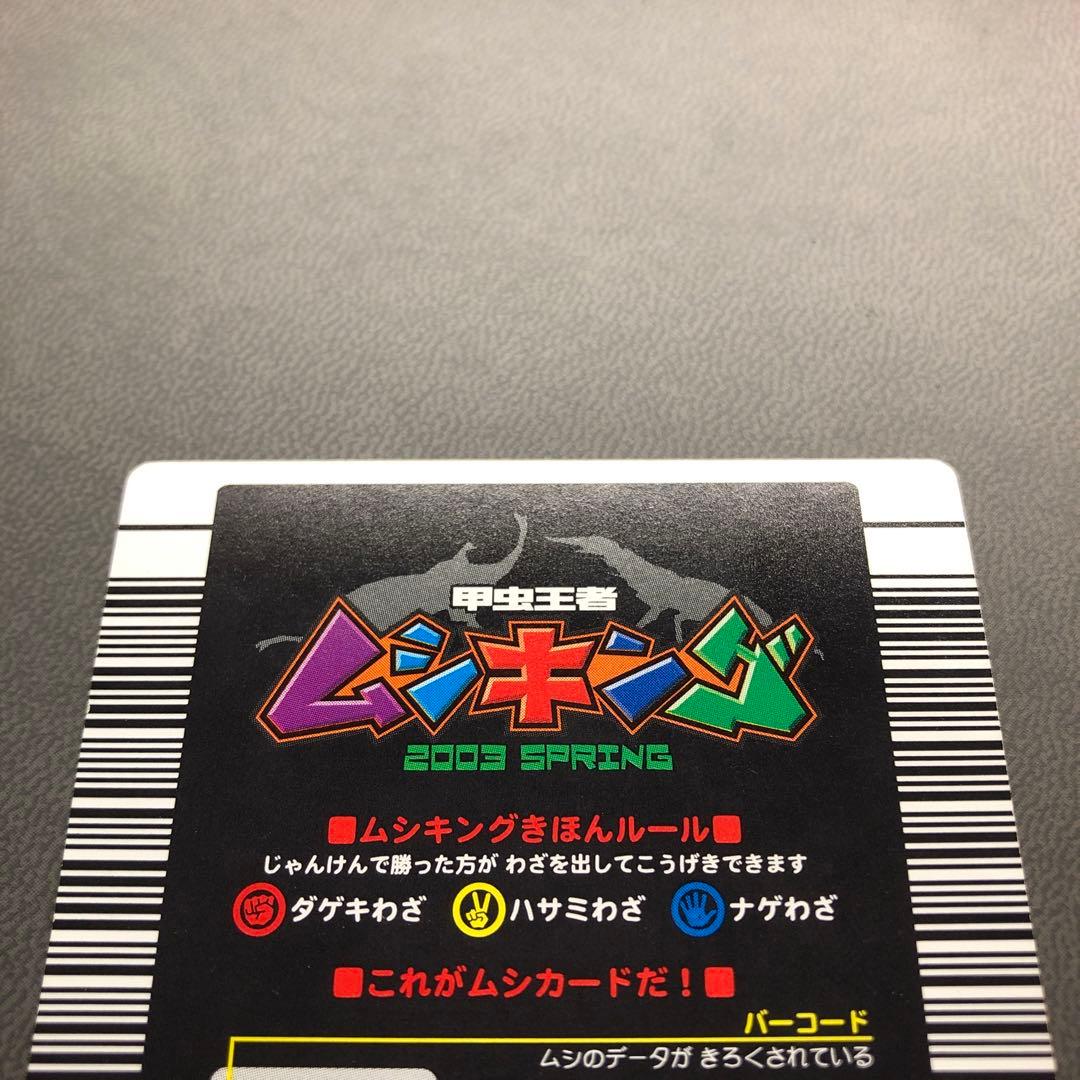 甲虫王者
ムシキング
2003 SPRING
■ムシキングきほんルール■
じゃんけんで勝った方が わざを出してこうげきできます
ダゲキわざ ハサミわざ ナゲわざ
■これがムシカードだ！■
バーコード
ムシのデータが きろくされている